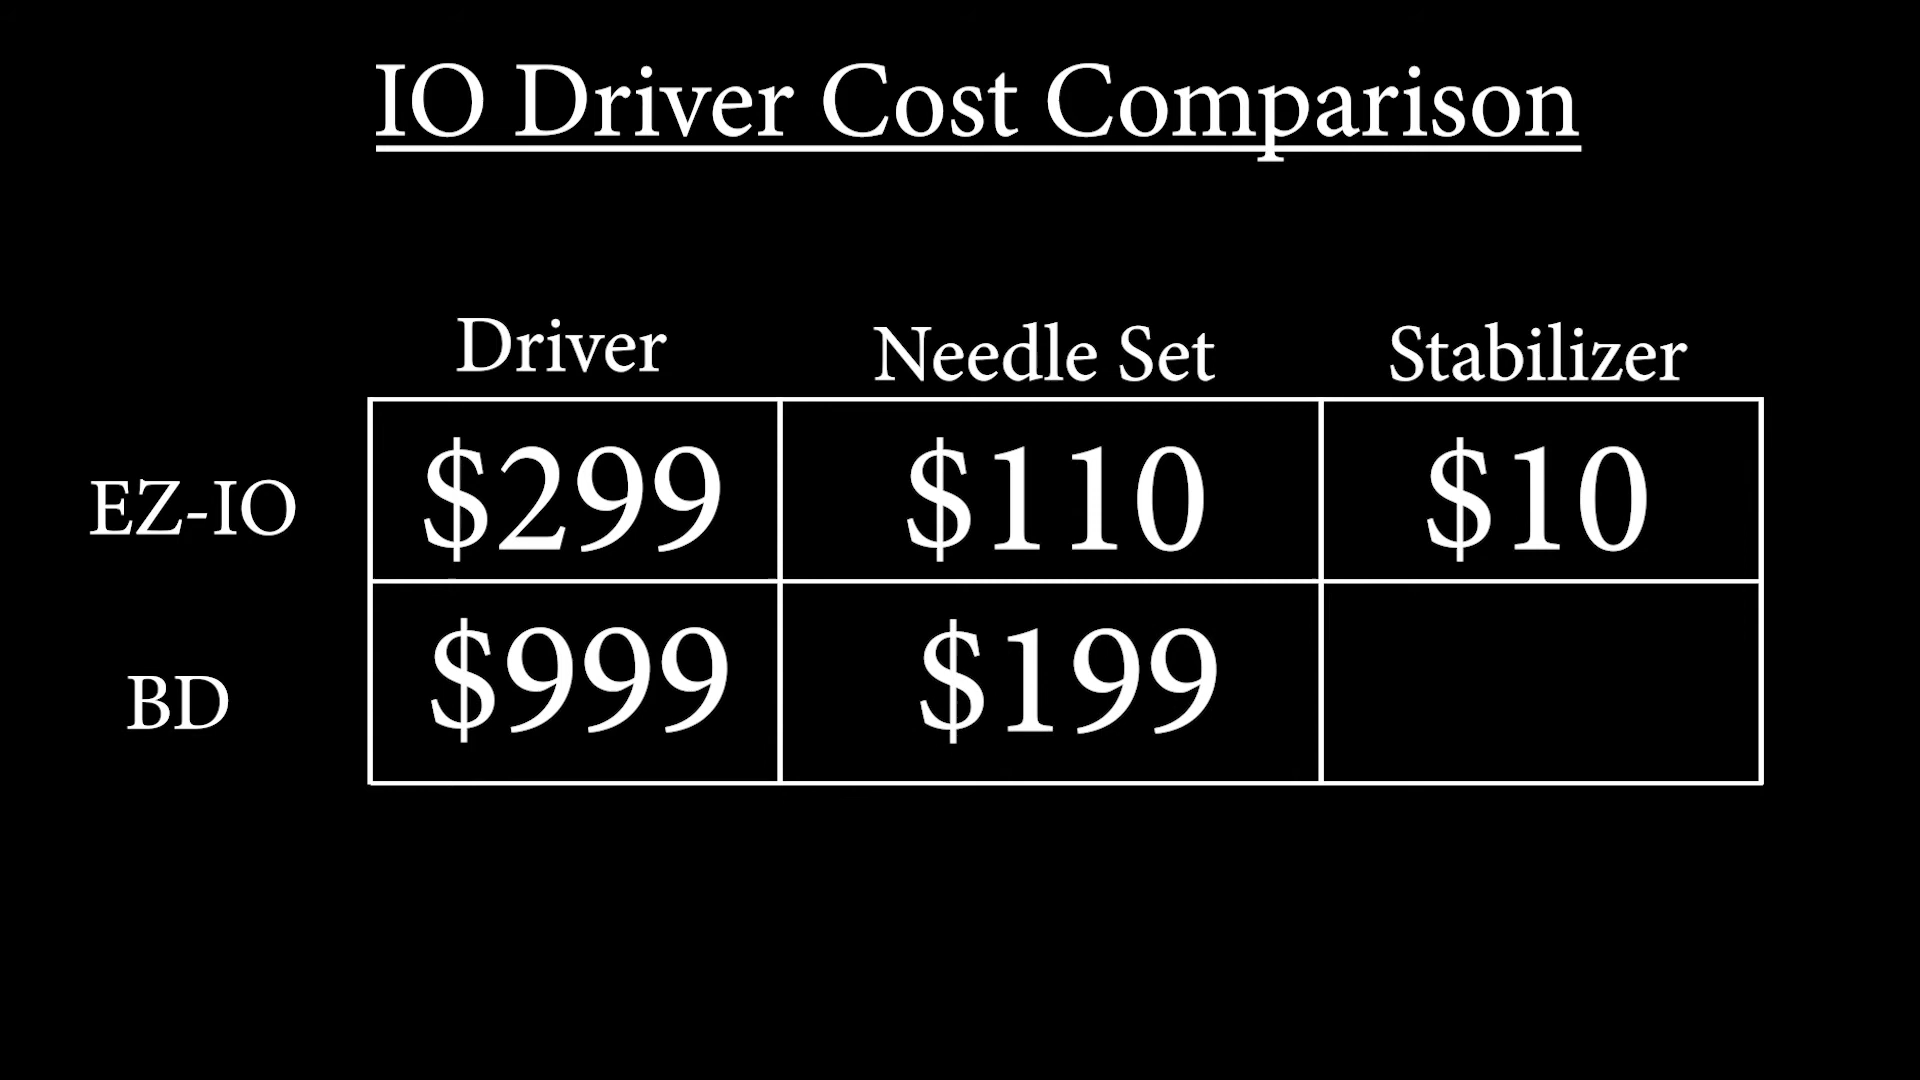 IO Driver Cost Comparison
Driver Needle Set Stabilizer
EZ-IO $299 $110 $10
BD $999 $199